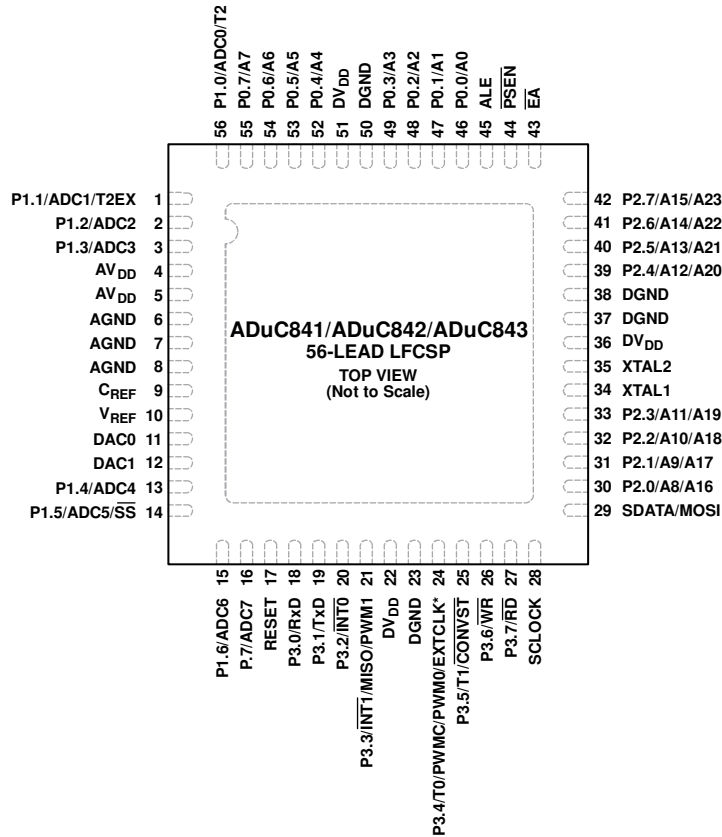 56 P1.0/ADC0/T2
55 P0.7/A7
54 P0.6/A6
53 P0.5/A5
52 P0.4/A4
51 DVDD
50 DGND
49 P0.3/A3
48 P0.2/A2
47 P0.1/A1
46 P0.0/A0
45 ALE
44 P̅S̅E̅N̅
43 E̅A̅
P1.1/ADC1/T2EX 1
P1.2/ADC2 2
P1.3/ADC3 3
AVDD 4
AVDD 5
AGND 6
AGND 7
AGND 8
CREF 9
VREF 10
DAC0 11
DAC1 12
P1.4/ADC4 13
P1.5/ADC5/S̅S̅ 14
ADuC841/ADuC842/ADuC843
56-LEAD LFCSP
TOP VIEW
(Not to Scale)
42 P2.7/A15/A23
41 P2.6/A14/A22
40 P2.5/A13/A21
39 P2.4/A12/A20
38 DGND
37 DGND
36 DVDD
35 XTAL2
34 XTAL1
33 P2.3/A11/A19
32 P2.2/A10/A18
31 P2.1/A9/A17
30 P2.0/A8/A16
29 SDATA/MOSI
P1.6/ADC6 15
P.7/ADC7 16
RESET 17
P3.0/RxD 18
P3.1/TxD 19
P3.2/I̅N̅T̅0̅ 20
P3.3/I̅N̅T̅1̅/MISO/PWM1 21
DVDD 22
DGND 23
P3.4/T0/PWMC/PWM0/EXTCLK* 24
P3.5/T1/C̅O̅N̅V̅S̅T̅ 25
P3.6/W̅R̅ 26
P3.7/R̅D̅ 27
SCLOCK 28